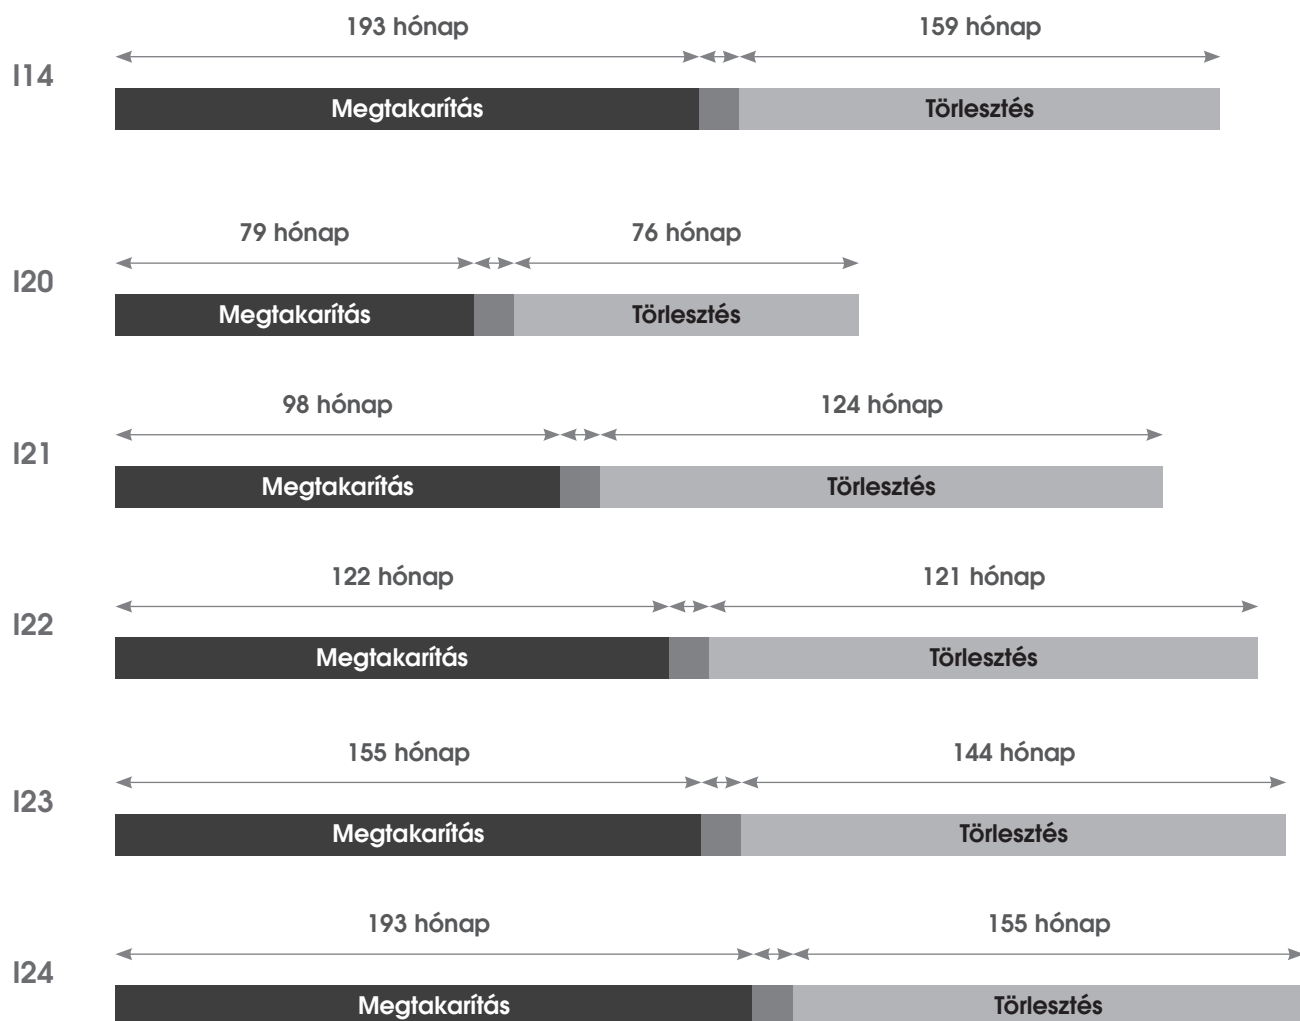 193 hónap 159 hónap
I14
Megtakarítás Törlesztés
79 hónap 76 hónap
I20
Megtakarítás Törlesztés
98 hónap 124 hónap
I21
Megtakarítás Törlesztés
122 hónap 121 hónap
I22
Megtakarítás Törlesztés
155 hónap 144 hónap
I23
Megtakarítás Törlesztés
193 hónap 155 hónap
I24
Megtakarítás Törlesztés